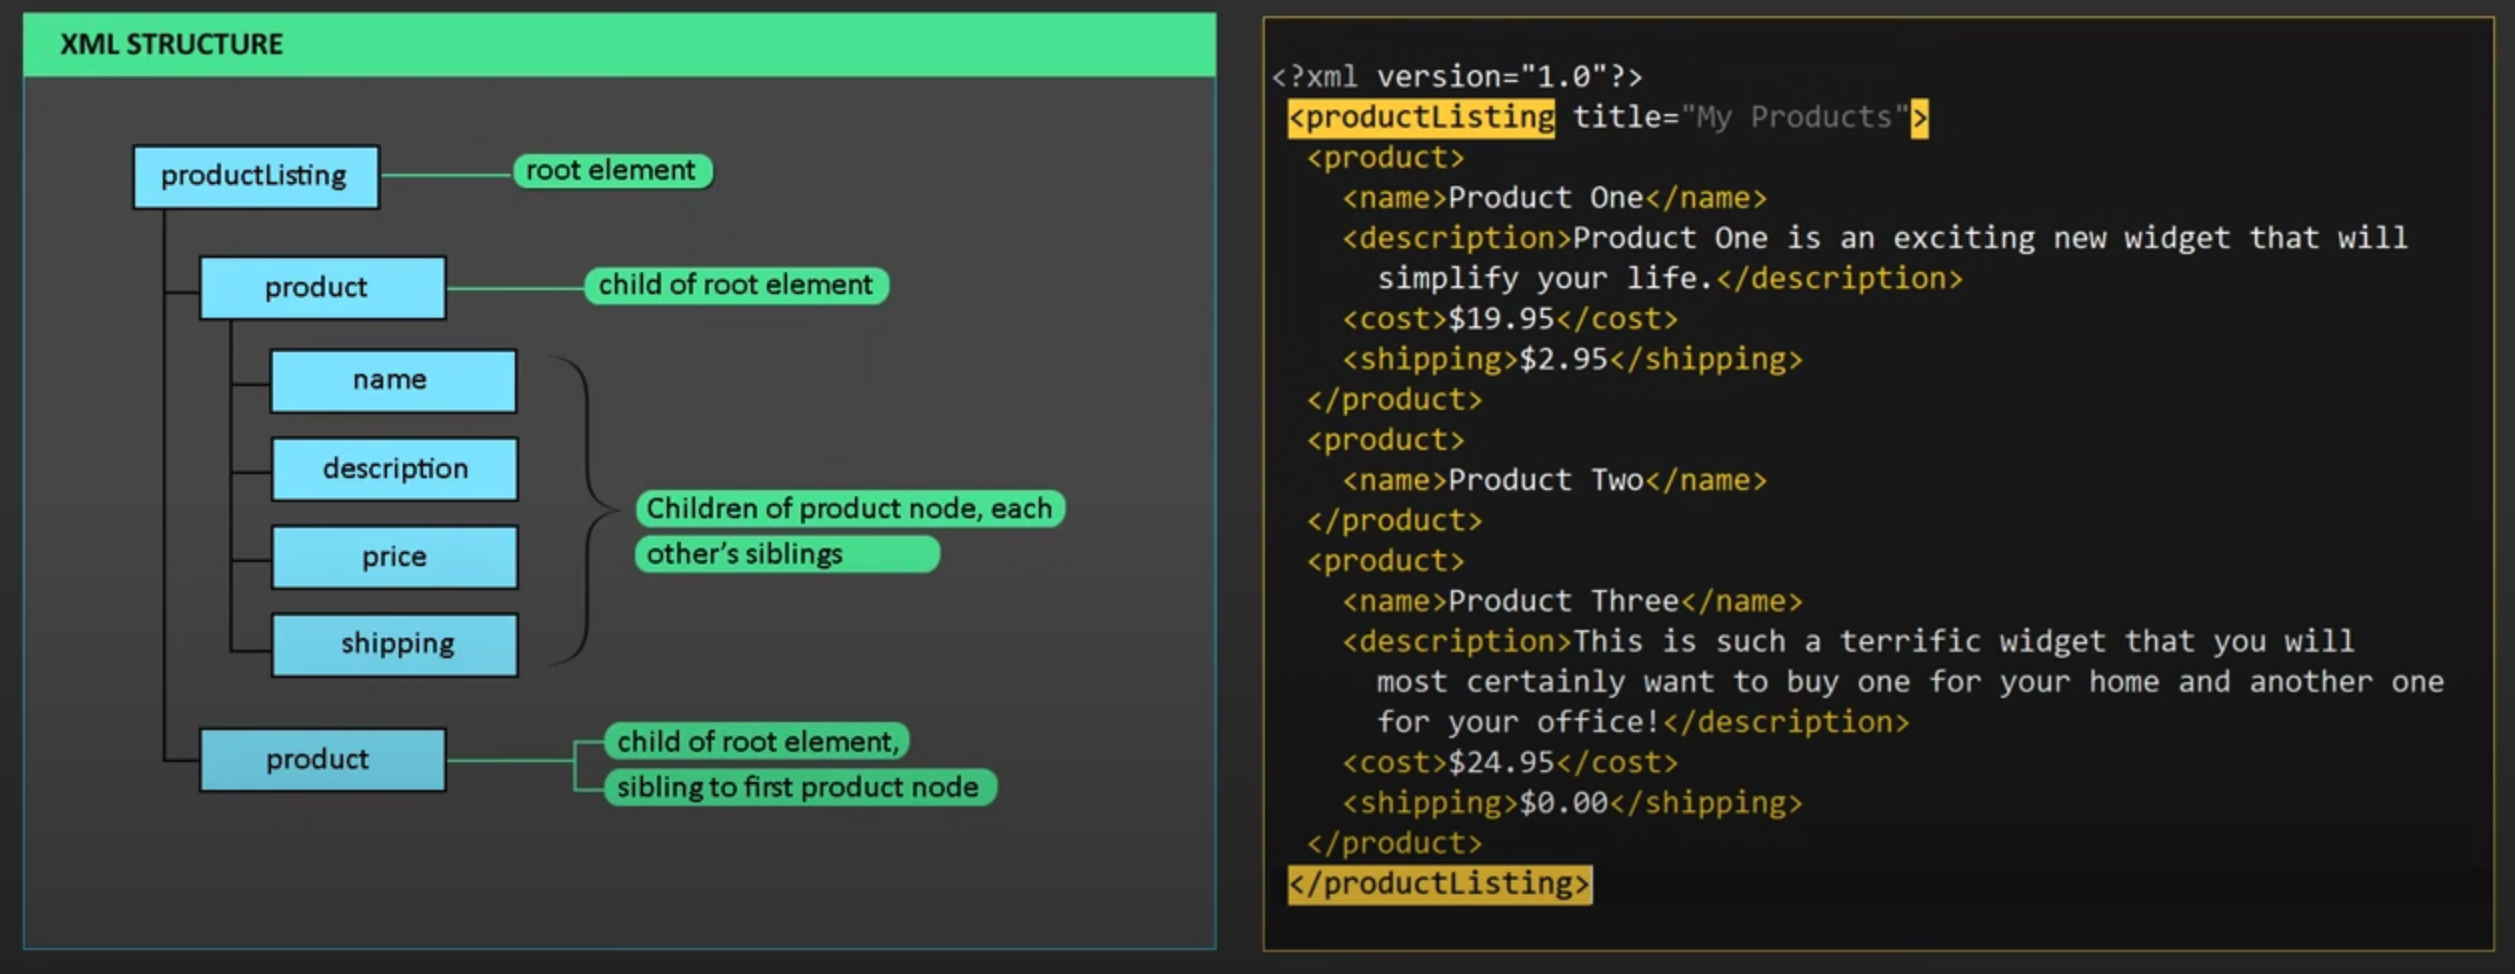 XML STRUCTURE
productListing
root element
product
child of root element
name
description
price
shipping
Children of product node, each
other’s siblings
product
child of root element,
sibling to first product node
<?xml version="1.0"?>
<productListing title="My Products">
<product>
<name>Product One</name>
<description>Product One is an exciting new widget that will
simplify your life.</description>
<cost>$19.95</cost>
<shipping>$2.95</shipping>
</product>
<product>
<name>Product Two</name>
</product>
<product>
<name>Product Three</name>
<description>This is such a terrific widget that you will
most certainly want to buy one for your home and another one
for your office!</description>
<cost>$24.95</cost>
<shipping>$0.00</shipping>
</product>
</productListing>